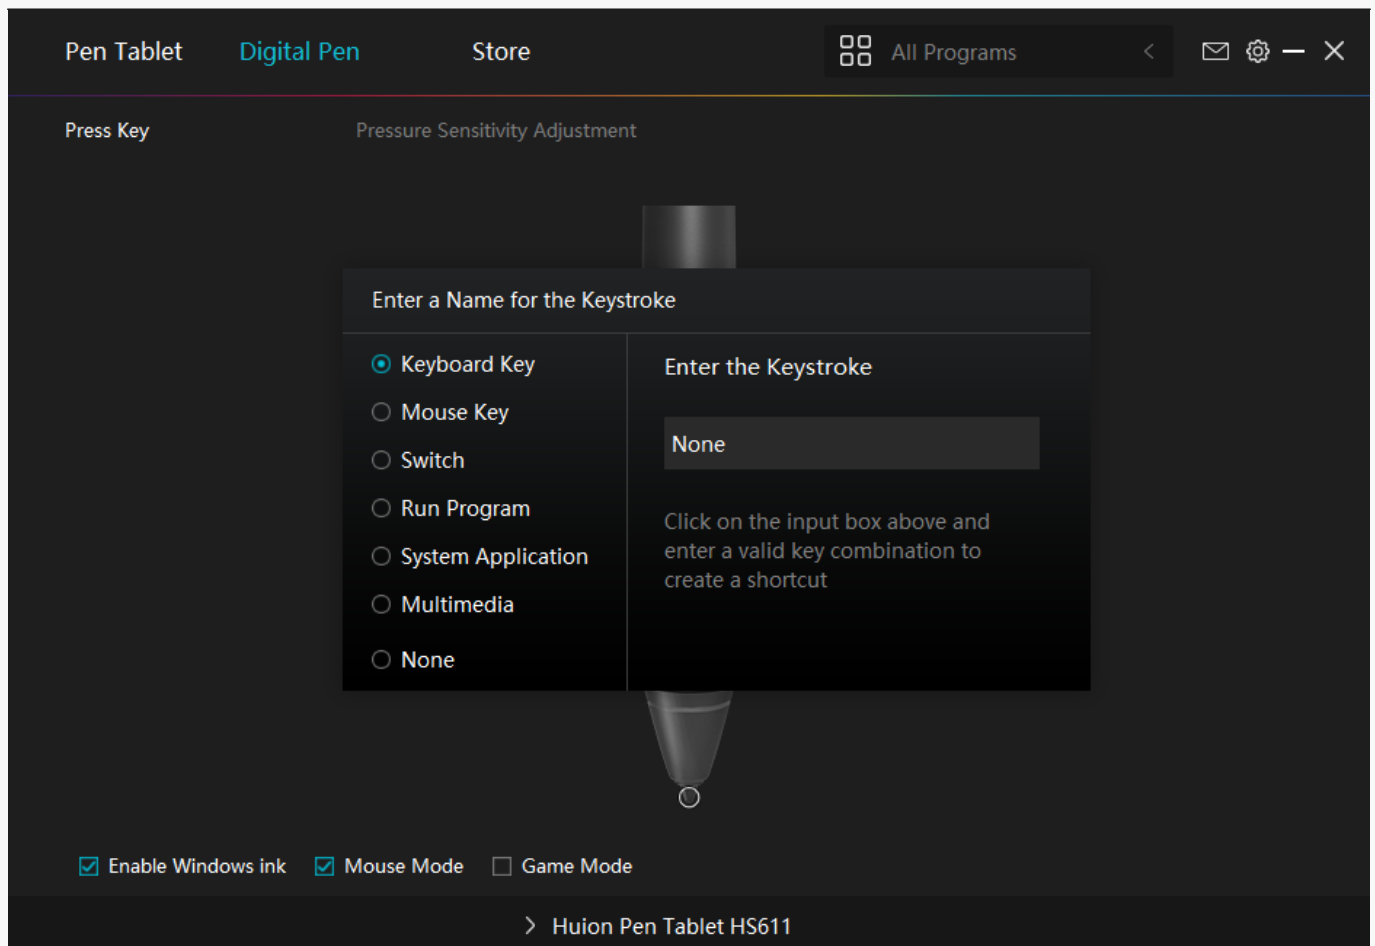 Pen Tablet Digital Pen Store All Programs
Press Key Pressure Sensitivity Adjustment
Enter a Name for the Keystroke
Keyboard Key
Mouse Key
Switch
Run Program
System Application
Multimedia
None
Enter the Keystroke
None
Click on the input box above and
enter a valid key combination to
create a shortcut
Enable Windows ink Mouse Mode Game Mode
Huion Pen Tablet HS611